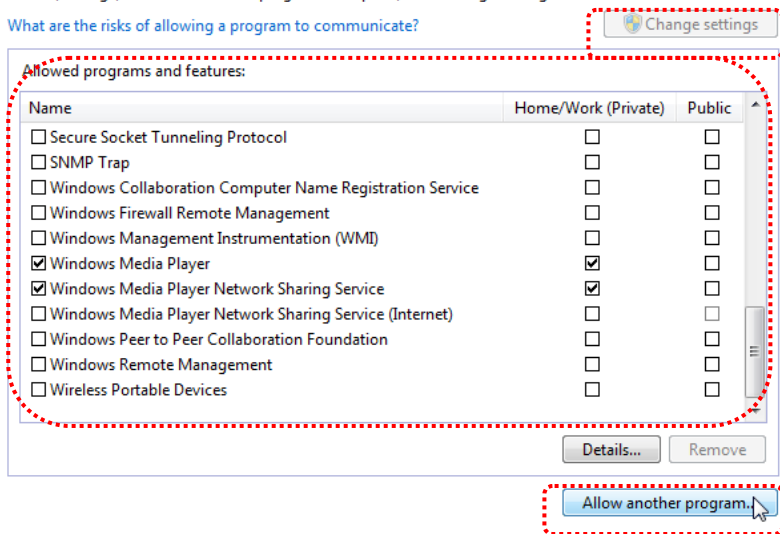 What are the risks of allowing a program to communicate?
Change settings
Allowed programs and features:
Name Home/Work (Private) Public
Secure Socket Tunneling Protocol
SNMP Trap
Windows Collaboration Computer Name Registration Service
Windows Firewall Remote Management
Windows Management Instrumentation (WMI)
Windows Media Player
Windows Media Player Network Sharing Service
Windows Media Player Network Sharing Service (Internet)
Windows Peer to Peer Collaboration Foundation
Windows Remote Management
Wireless Portable Devices
Details... Remove
Allow another program...